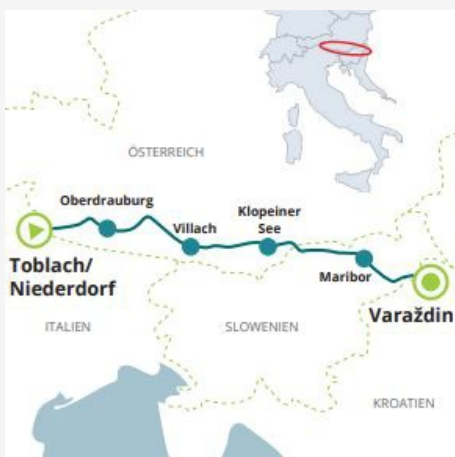 ÖSTERREICH
Oberdrauburg
Villach
Klopeiner
See
Toblach/
Niederdorf
Maribor
Varaždin
ITALIEN
SLOWENIEN
KROATIEN